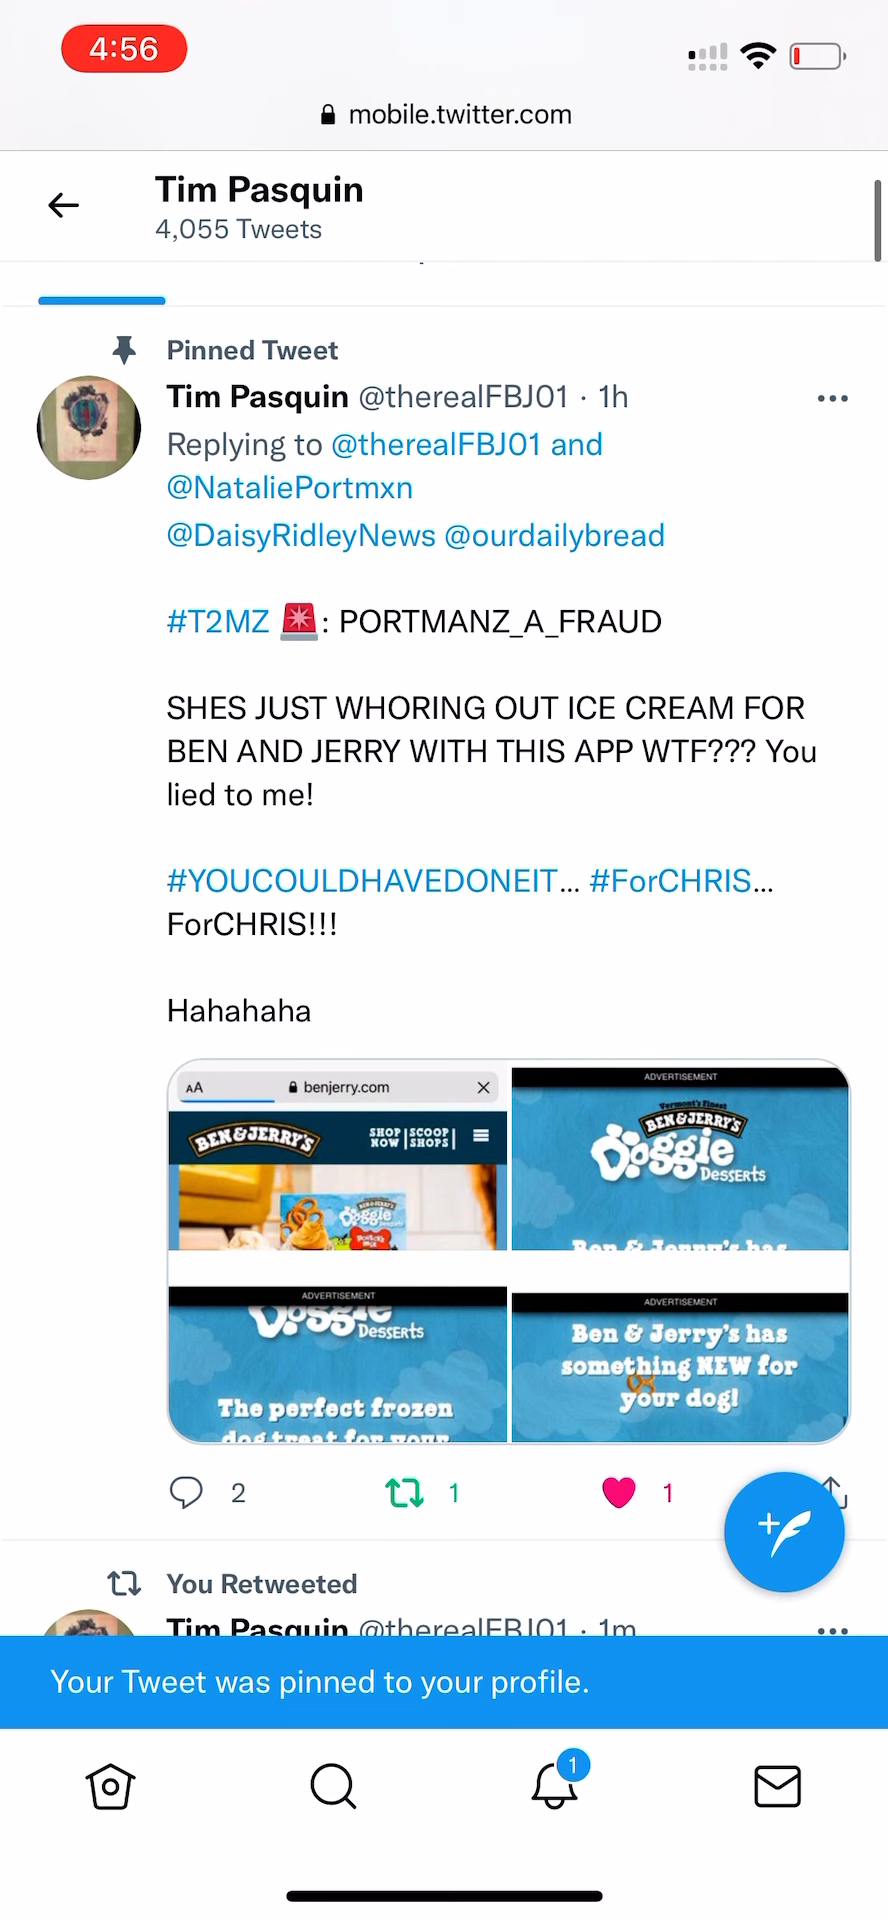 4:56
mobile.twitter.com
Tim Pasquin
4,055 Tweets
Pinned Tweet
Tim Pasquin @therealFBJ01 · 1h
Replying to @therealFBJ01 and
@NataliePortmxn
@DaisyRidleyNews @ourdailybread
#T2MZ 🚨: PORTMANZ_A_FRAUD
SHES JUST WHORING OUT ICE CREAM FOR
BEN AND JERRY WITH THIS APP WTF??? You
lied to me!
#YOUCOULDHAVEDONEIT... #ForCHRIS...
ForCHRIS!!!
Hahahaha
AA benjerry.com
BEN & JERRY'S
SHOP NOW
SCOOP SHOPS
BEN & JERRY'S
Doggie
Desserts
ADVERTISEMENT
Vermont's Finest
BEN & JERRY'S
Doggie
Desserts
Ben & Jerry's has
ADVERTISEMENT
Doggie
Desserts
The perfect frozen
dog treat for your
ADVERTISEMENT
Ben & Jerry's has
something NEW for
your dog!
2 1 1
You Retweeted
Tim Pasquin @therealFBJ01 · 1m
Your Tweet was pinned to your profile.
1